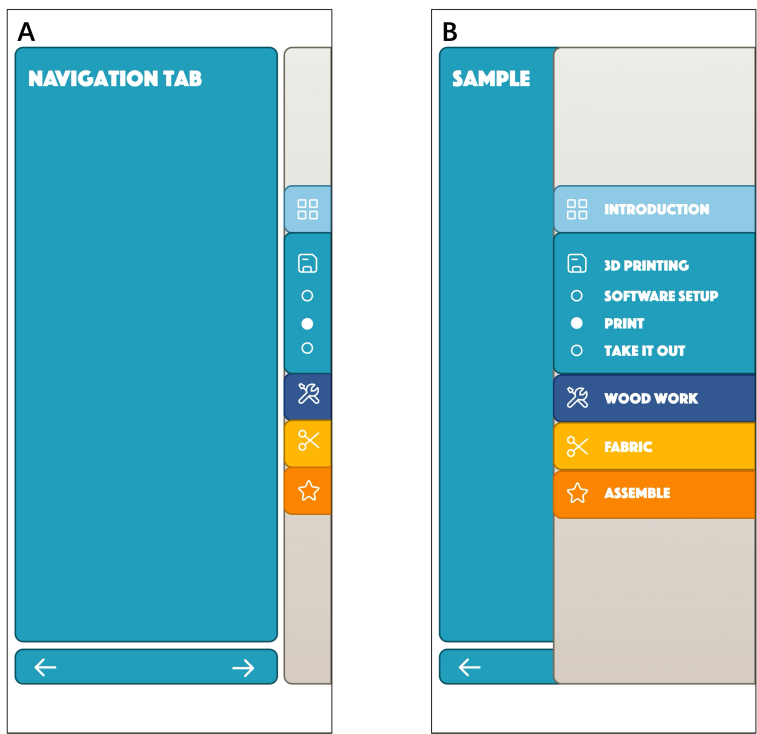 A
NAVIGATION TAB
B
SAMPLE
INTRODUCTION
3D PRINTING
SOFTWARE SETUP
PRINT
TAKE IT OUT
WOOD WORK
FABRIC
ASSEMBLE